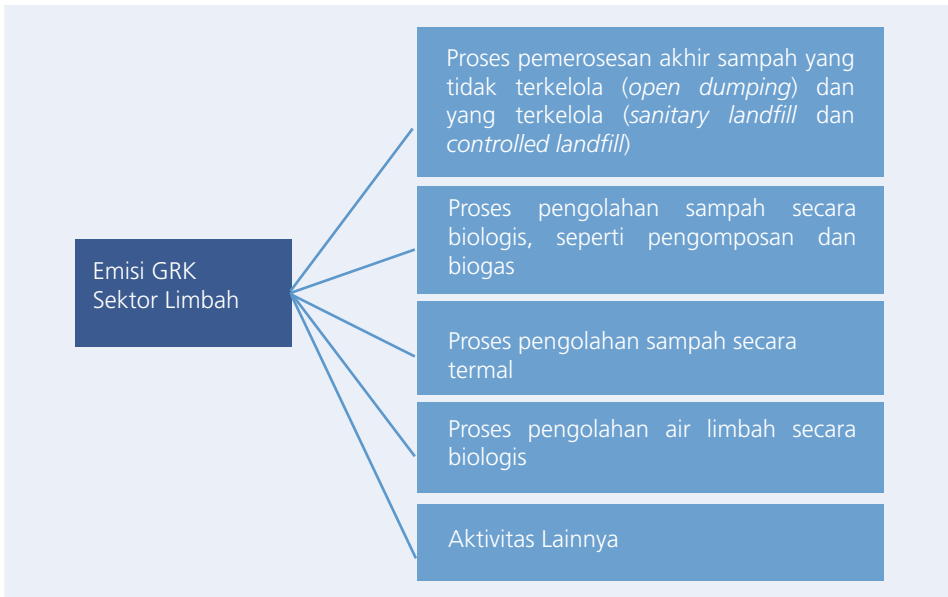 Proses pemerosesan akhir sampah yang
tidak terkelola (open dumping) dan
yang terkelola (sanitary landfill dan
controlled landfill)
Proses pengolahan sampah secara
biologis, seperti pengomposan dan
biogas
Emisi GRK
Sektor Limbah
Proses pengolahan sampah secara
termal
Proses pengolahan air limbah secara
biologis
Aktivitas Lainnya